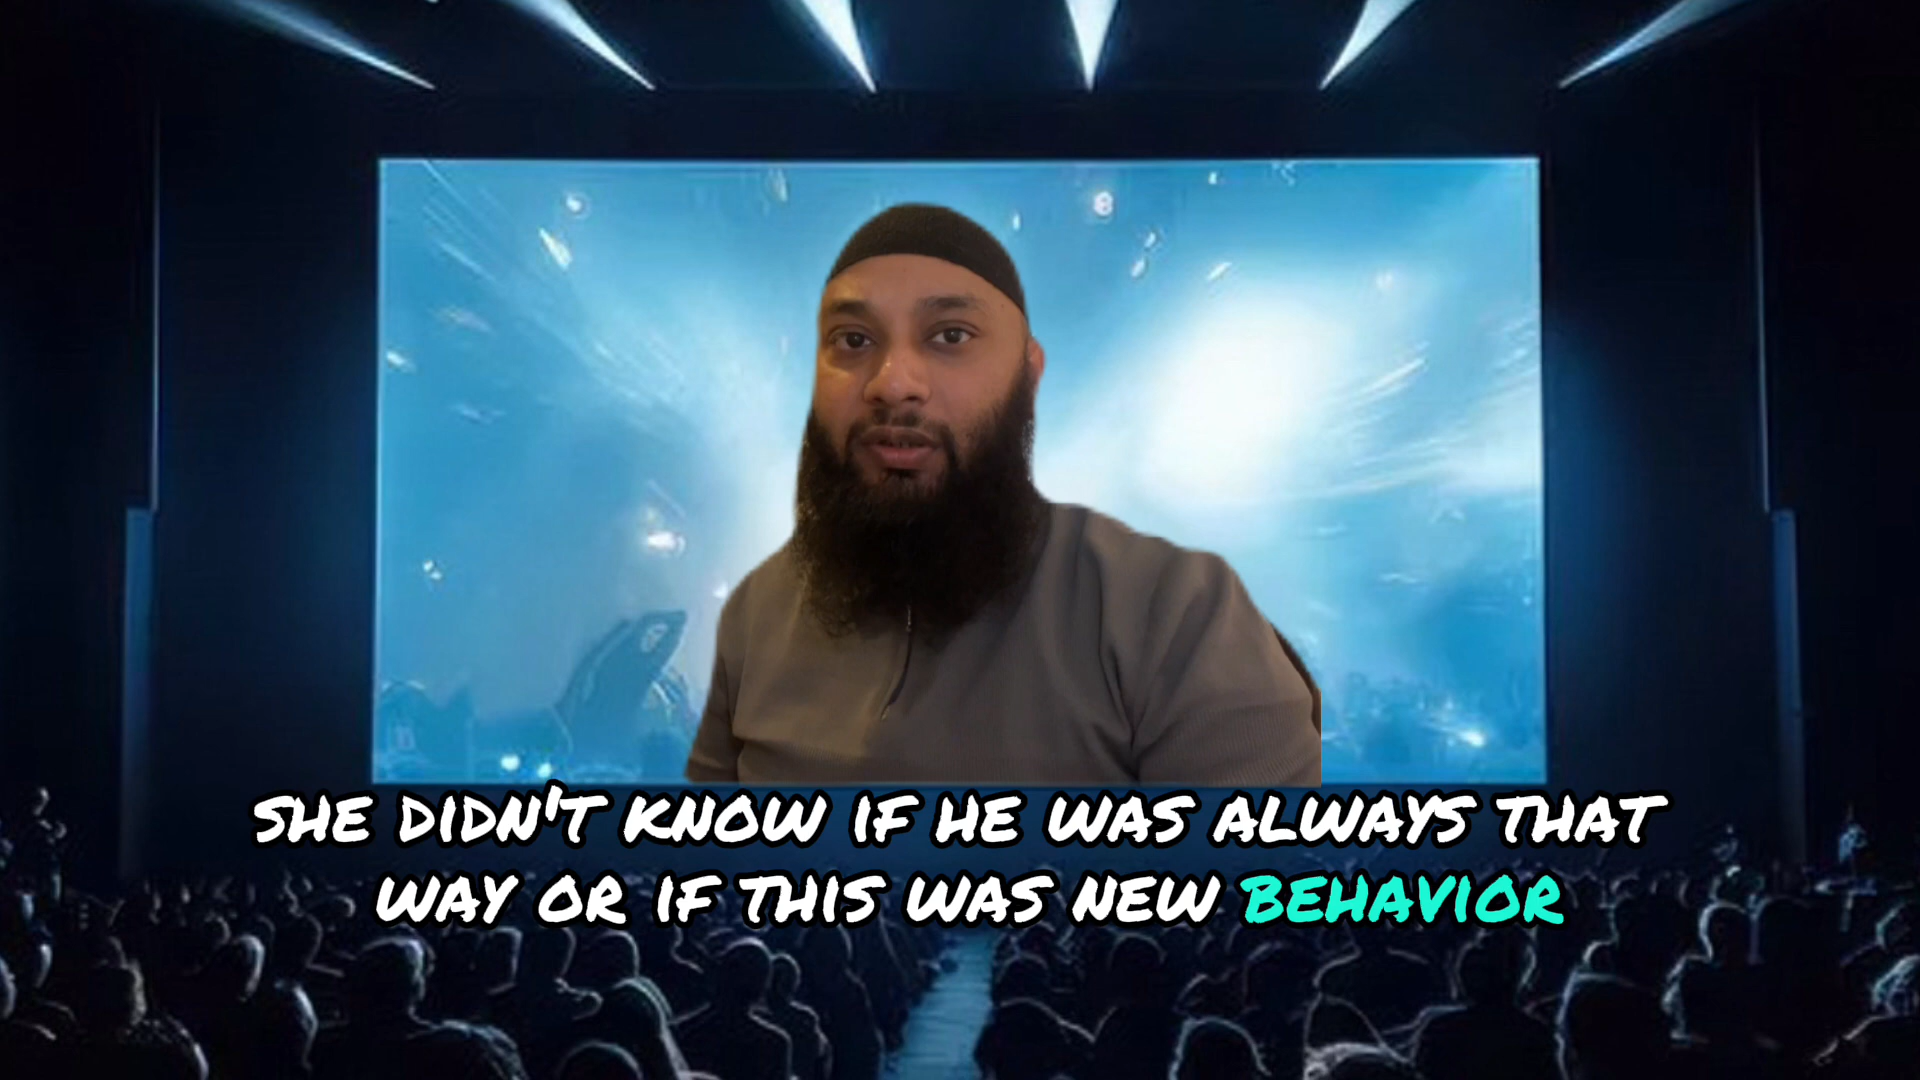 SHE DIDN'T KNOW IF HE WAS ALWAYS THAT
WAY OR IF THIS WAS NEW BEHAVIOR